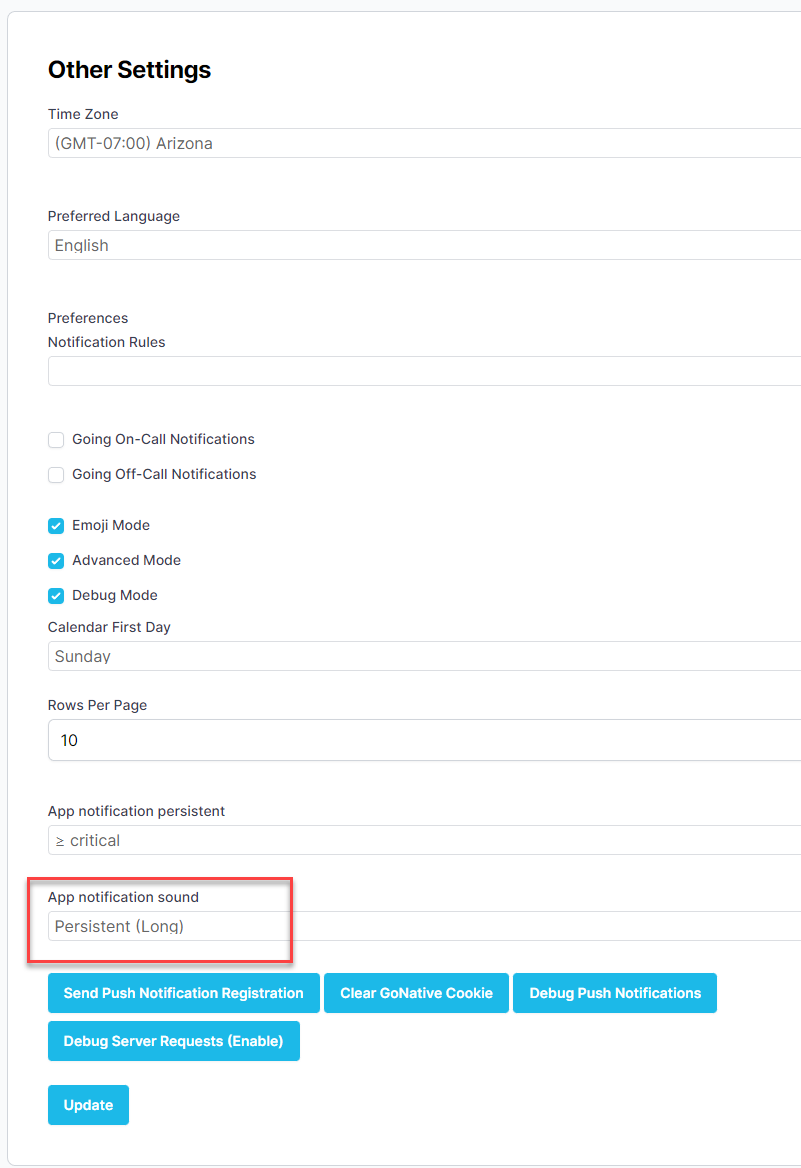 Other Settings
Time Zone
(GMT-07:00) Arizona
Preferred Language
English
Preferences
Notification Rules
Going On-Call Notifications
Going Off-Call Notifications
Emoji Mode
Advanced Mode
Debug Mode
Calendar First Day
Sunday
Rows Per Page
10
App notification persistent
≥ critical
App notification sound
Persistent (Long)
Send Push Notification Registration Clear GoNative Cookie Debug Push Notifications
Debug Server Requests (Enable)
Update